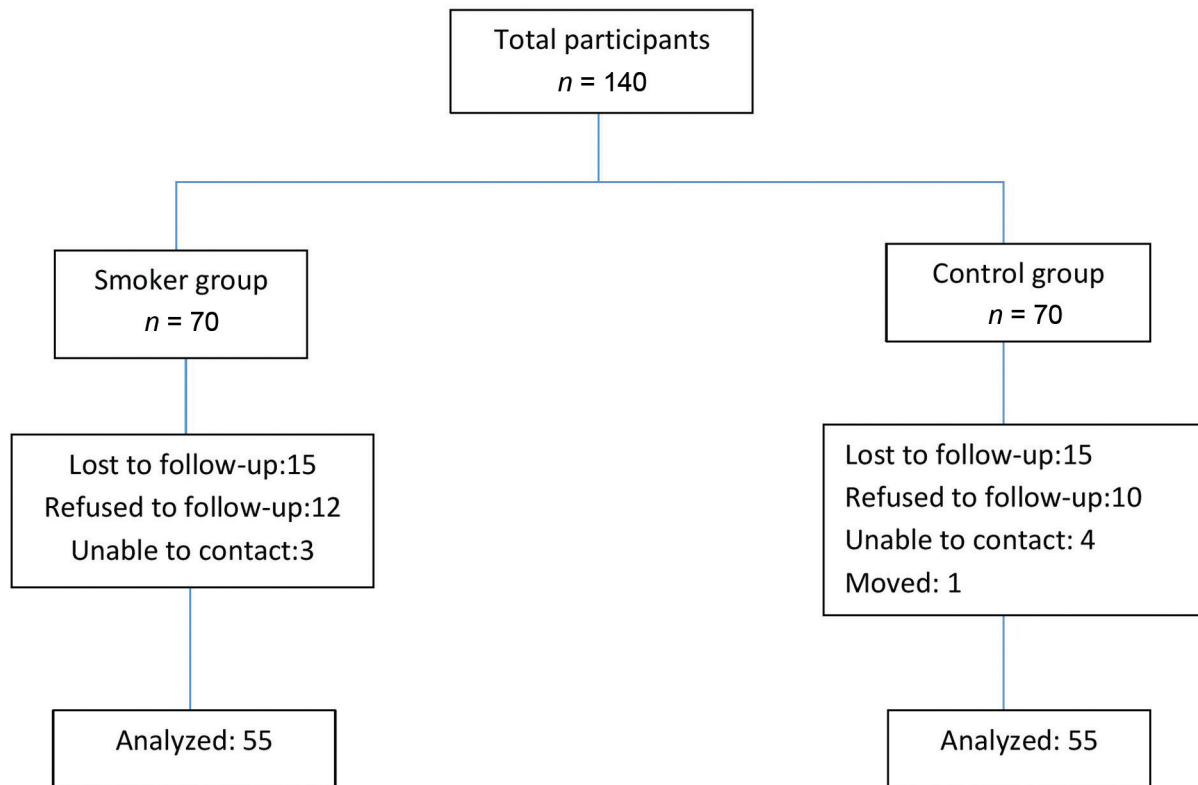 Total participants
n = 140
Smoker group
n = 70
Control group
n = 70
Lost to follow-up:15
Refused to follow-up:12
Unable to contact:3
Lost to follow-up:15
Refused to follow-up:10
Unable to contact: 4
Moved: 1
Analyzed: 55
Analyzed: 55